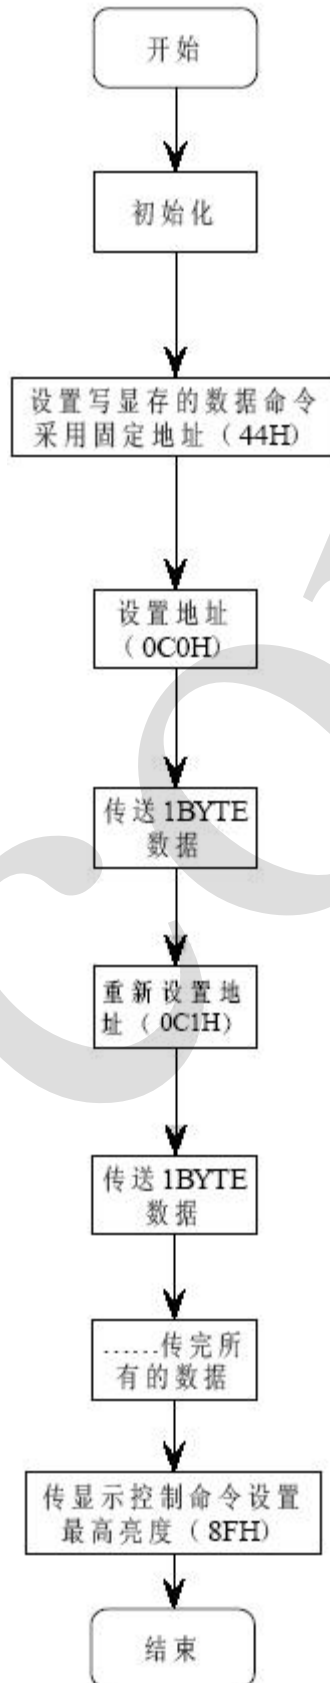 开始
初始化
设置写显存的数据命令
采用固定地址（44H）
设置地址
（0C0H）
传送1BYTE
数据
重新设置地
址（0C1H）
传送1BYTE
数据
……传完所
有的数据
传显示控制命令设置
最高亮度（8FH）
结束